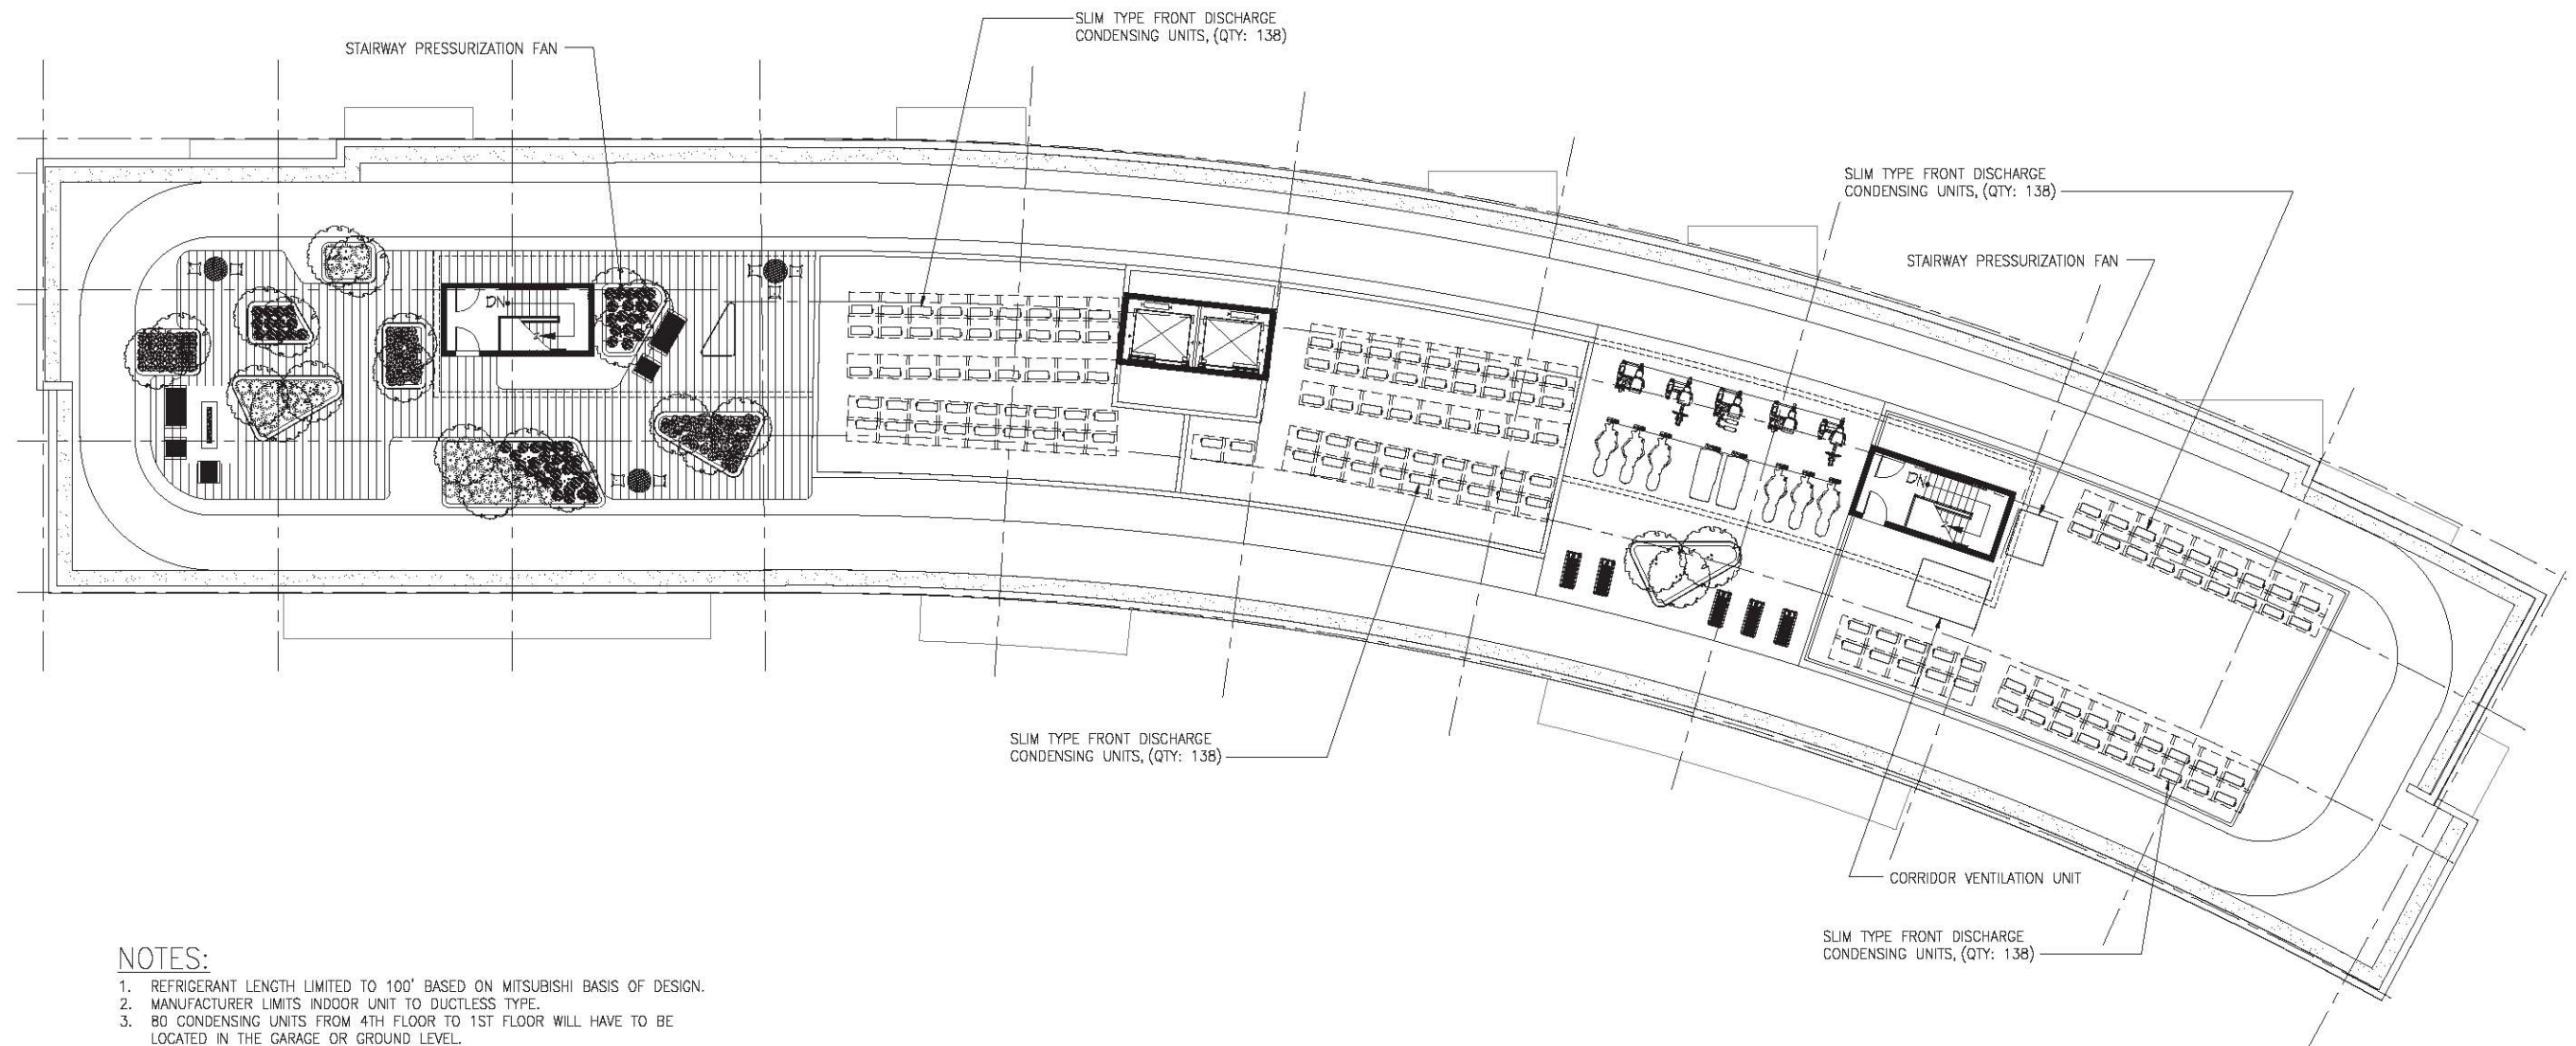 SLIM TYPE FRONT DISCHARGE
CONDENSING UNITS, (QTY: 138)
STAIRWAY PRESSURIZATION FAN
SLIM TYPE FRONT DISCHARGE
CONDENSING UNITS, (QTY: 138)
STAIRWAY PRESSURIZATION FAN
DN
DN
SLIM TYPE FRONT DISCHARGE
CONDENSING UNITS, (QTY: 138)
CORRIDOR VENTILATION UNIT
SLIM TYPE FRONT DISCHARGE
CONDENSING UNITS, (QTY: 138)
NOTES:
1. REFRIGERANT LENGTH LIMITED TO 100' BASED ON MITSUBISHI BASIS OF DESIGN.
2. MANUFACTURER LIMITS INDOOR UNIT TO DUCTLESS TYPE.
3. 80 CONDENSING UNITS FROM 4TH FLOOR TO 1ST FLOOR WILL HAVE TO BE
LOCATED IN THE GARAGE OR GROUND LEVEL.